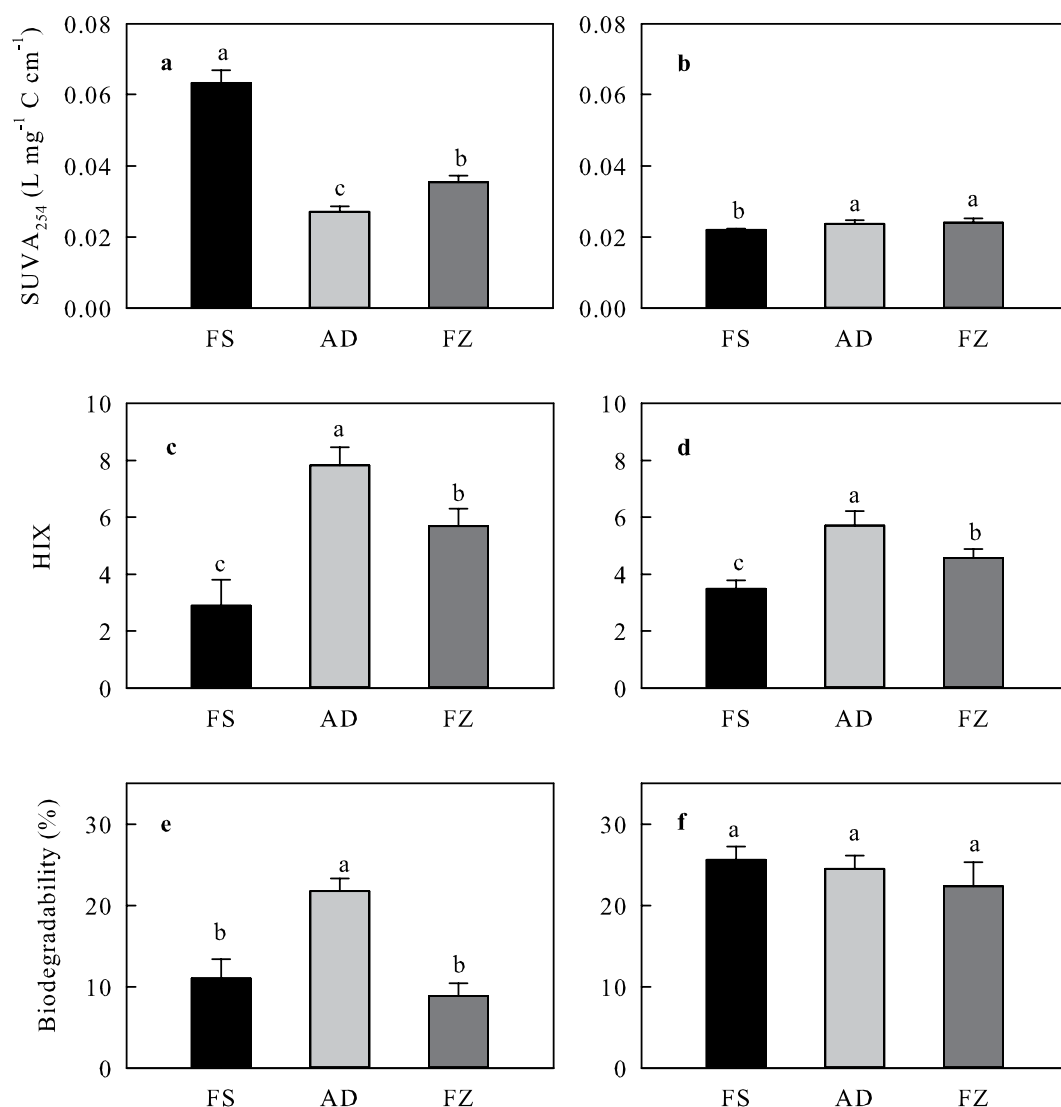 a
SUVA₂₅₄ (L mg⁻¹ C cm⁻¹)
0.08
0.06
0.04
0.02
0.00
a
c
b
FS AD FZ
b
0.08
0.06
0.04
0.02
0.00
b
a
a
FS AD FZ
c
HIX
10
8
6
4
2
0
c
a
b
FS AD FZ
d
10
8
6
4
2
0
c
a
b
FS AD FZ
e
Biodegradability (%)
30
20
10
0
b
a
b
FS AD FZ
f
30
20
10
0
a
a
a
FS AD FZ